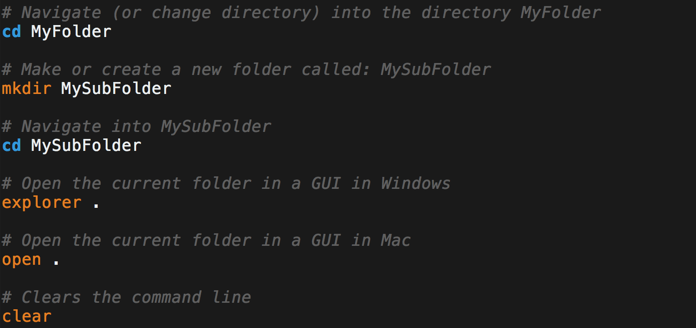 # Navigate (or change directory) into the directory MyFolder
cd MyFolder
# Make or create a new folder called: MySubFolder
mkdir MySubFolder
# Navigate into MySubFolder
cd MySubFolder
# Open the current folder in a GUI in Windows
explorer .
# Open the current folder in a GUI in Mac
open .
# Clears the command line
clear